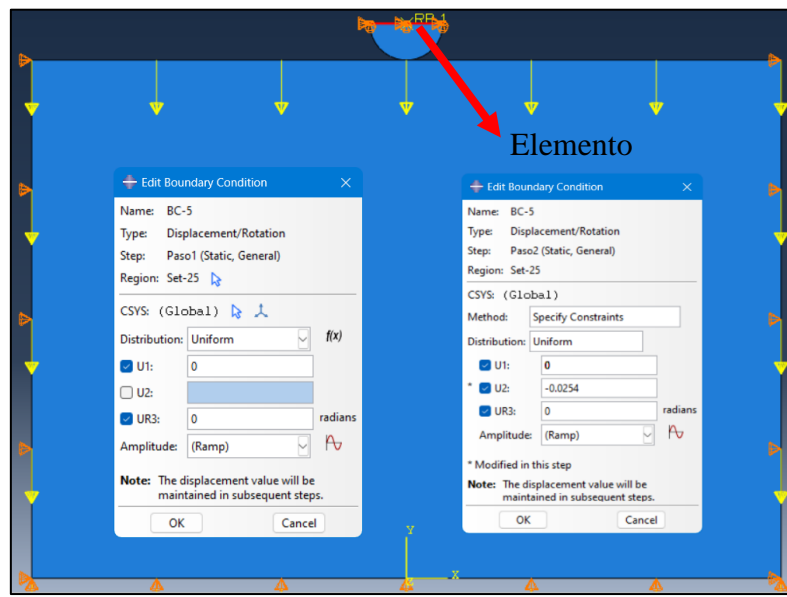 RP-1
Elemento
Edit Boundary Condition
Name: BC-5
Type: Displacement/Rotation
Step: Paso1 (Static, General)
Region: Set-25
CSYS: (Global)
Distribution: Uniform f(x)
U1: 0
U2:
UR3: 0 radians
Amplitude: (Ramp)
Note: The displacement value will be
maintained in subsequent steps.
OK Cancel
Edit Boundary Condition
Name: BC-5
Type: Displacement/Rotation
Step: Paso2 (Static, General)
Region: Set-25
CSYS: (Global)
Method: Specify Constraints
Distribution: Uniform
U1: 0
* U2: -0.0254
UR3: 0 radians
Amplitude: (Ramp)
* Modified in this step
Note: The displacement value will be
maintained in subsequent steps.
OK Cancel
Y
X